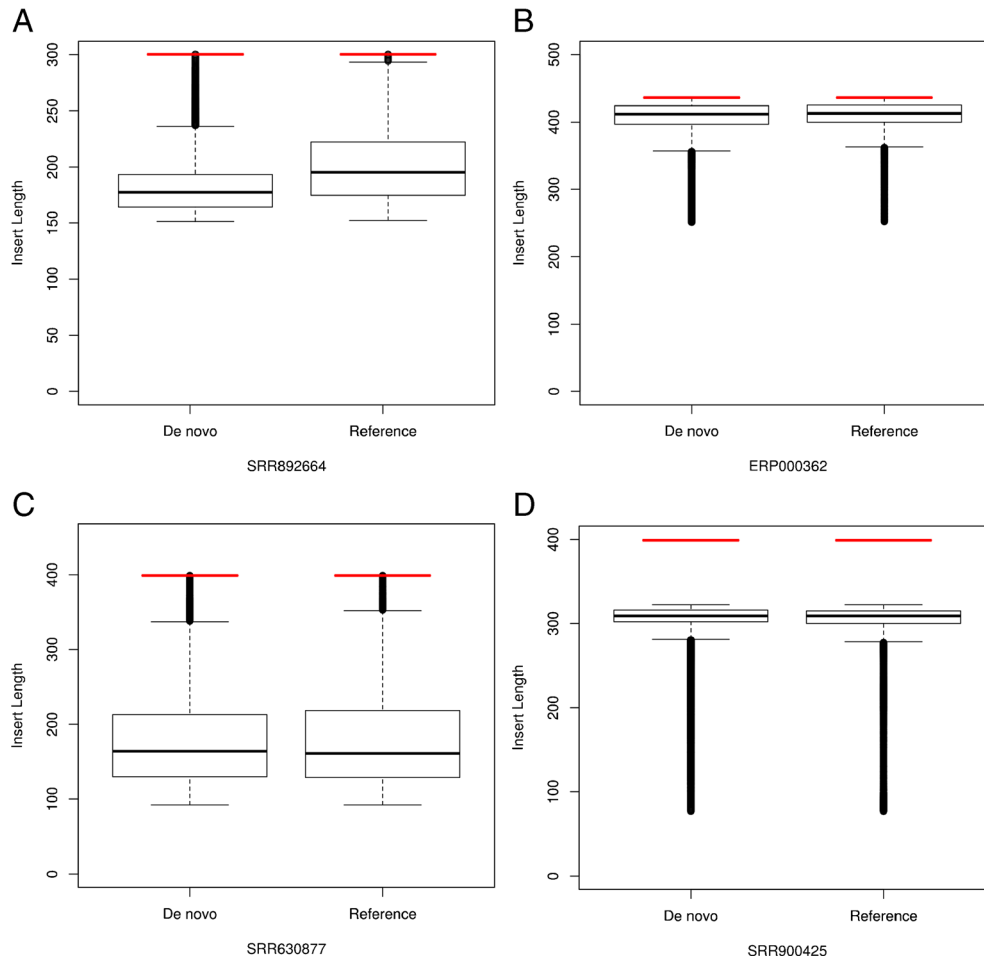 A
Insert Length
300
250
200
150
100
50
0
De novo Reference
SRR892664
B
Insert Length
500
400
300
200
100
0
De novo Reference
ERP000362
C
Insert Length
400
300
200
100
0
De novo Reference
SRR630877
D
Insert Length
400
300
200
100
0
De novo Reference
SRR900425